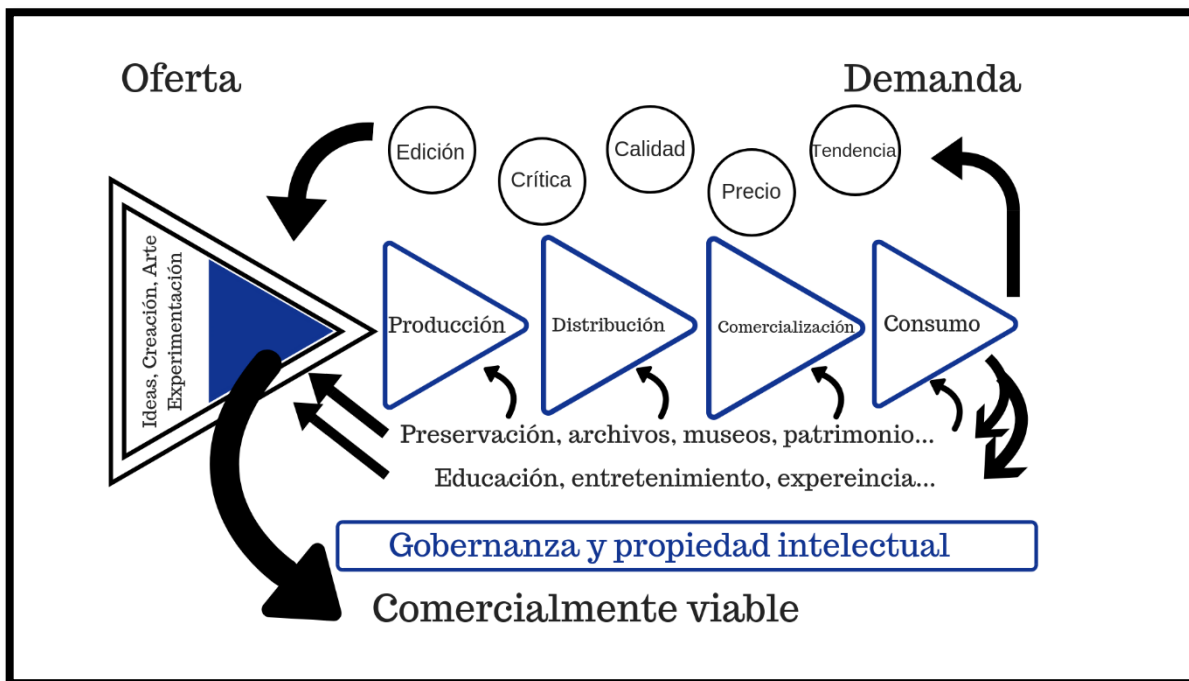 Oferta
Demanda
Edición
Crítica
Calidad
Precio
Tendencia
Ideas, Creación, Arte
Experimentación
Producción
Distribución
Comercialización
Consumo
Preservación, archivos, museos, patrimonio...
Educación, entretenimiento, expereincia...
Gobernanza y propiedad intelectual
Comercialmente viable